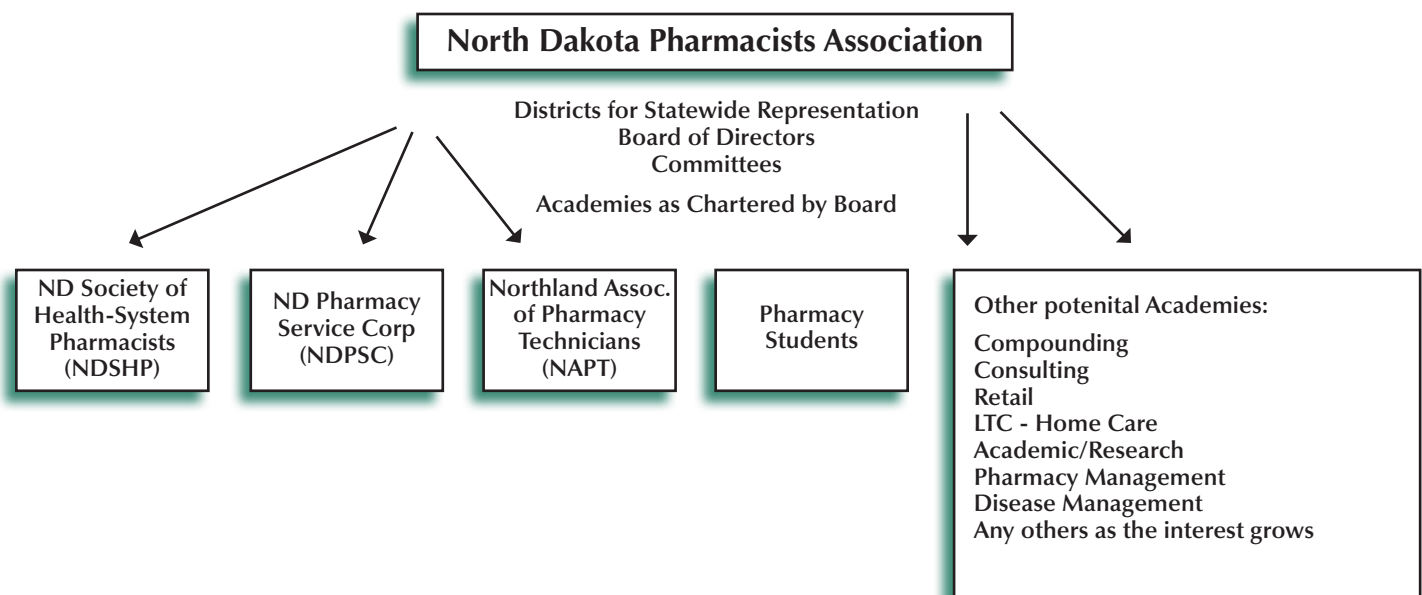 North Dakota Pharmacists Association
Districts for Statewide Representation
Board of Directors
Committees
Academies as Chartered by Board
ND Society of
Health-System
Pharmacists
(NDSHP)
ND Pharmacy
Service Corp
(NDPSC)
Northland Assoc.
of Pharmacy
Technicians
(NAPT)
Pharmacy
Students
Other potenital Academies:
Compounding
Consulting
Retail
LTC - Home Care
Academic/Research
Pharmacy Management
Disease Management
Any others as the interest grows